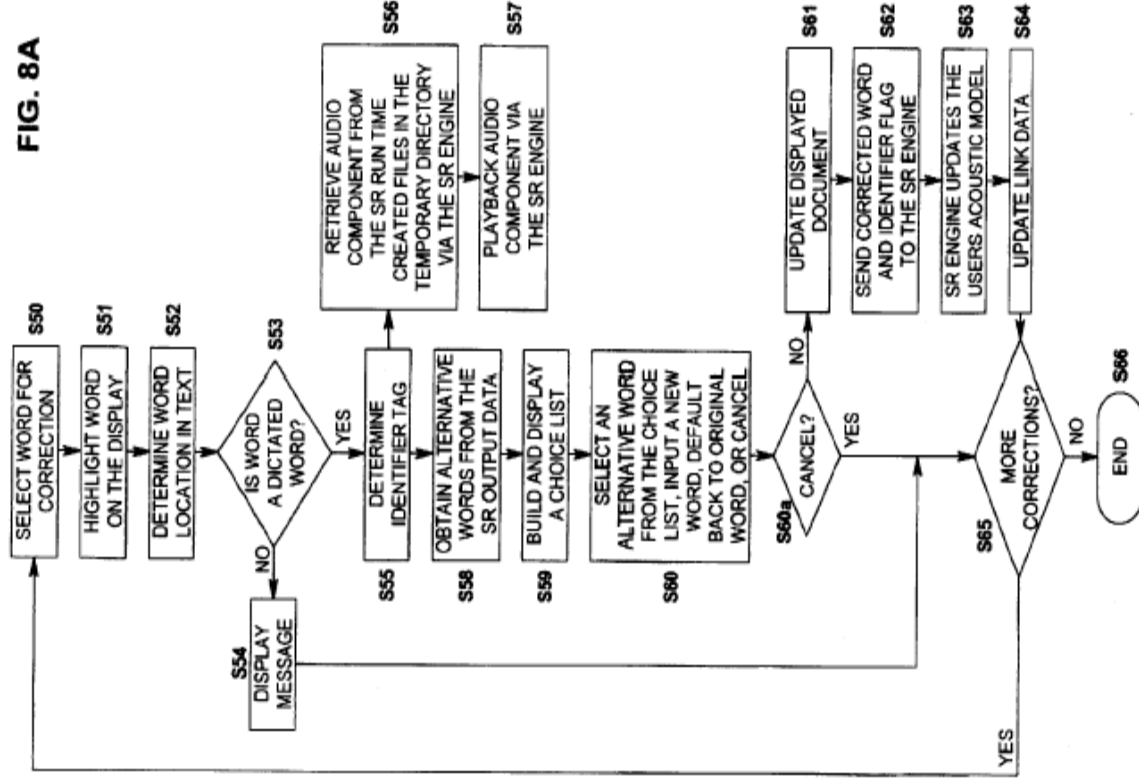 FIG. 8A
SELECT WORD FOR
CORRECTION
S50
HIGHLIGHT WORD
ON THE DISPLAY
S51
DETERMINE WORD
LOCATION IN TEXT
S52
IS WORD
A DICTATED
WORD?
S53
NO
YES
S54
DISPLAY
MESSAGE
DETERMINE
IDENTIFIER TAG
S55
RETRIEVE AUDIO
COMPONENT FROM
THE SR RUN TIME
CREATED FILES IN THE
TEMPORARY DIRECTORY
VIA THE SR ENGINE
S56
PLAYBACK AUDIO
COMPONENT VIA
THE SR ENGINE
S57
OBTAIN ALTERNATIVE
WORDS FROM THE
SR OUTPUT DATA
S58
BUILD AND DISPLAY
A CHOICE LIST
S59
SELECT AN
ALTERNATIVE WORD
FROM THE CHOICE
LIST, INPUT A NEW
WORD, DEFAULT
BACK TO ORIGINAL
WORD, OR CANCEL
S60
S60a
CANCEL?
NO
YES
UPDATE DISPLAYED
DOCUMENT
S61
SEND CORRECTED WORD
AND IDENTIFIER FLAG
TO THE SR ENGINE
S62
SR ENGINE UPDATES THE
USERS ACOUSTIC MODEL
S63
UPDATE LINK DATA
S64
S65
MORE
CORRECTIONS?
YES
NO
END
S66